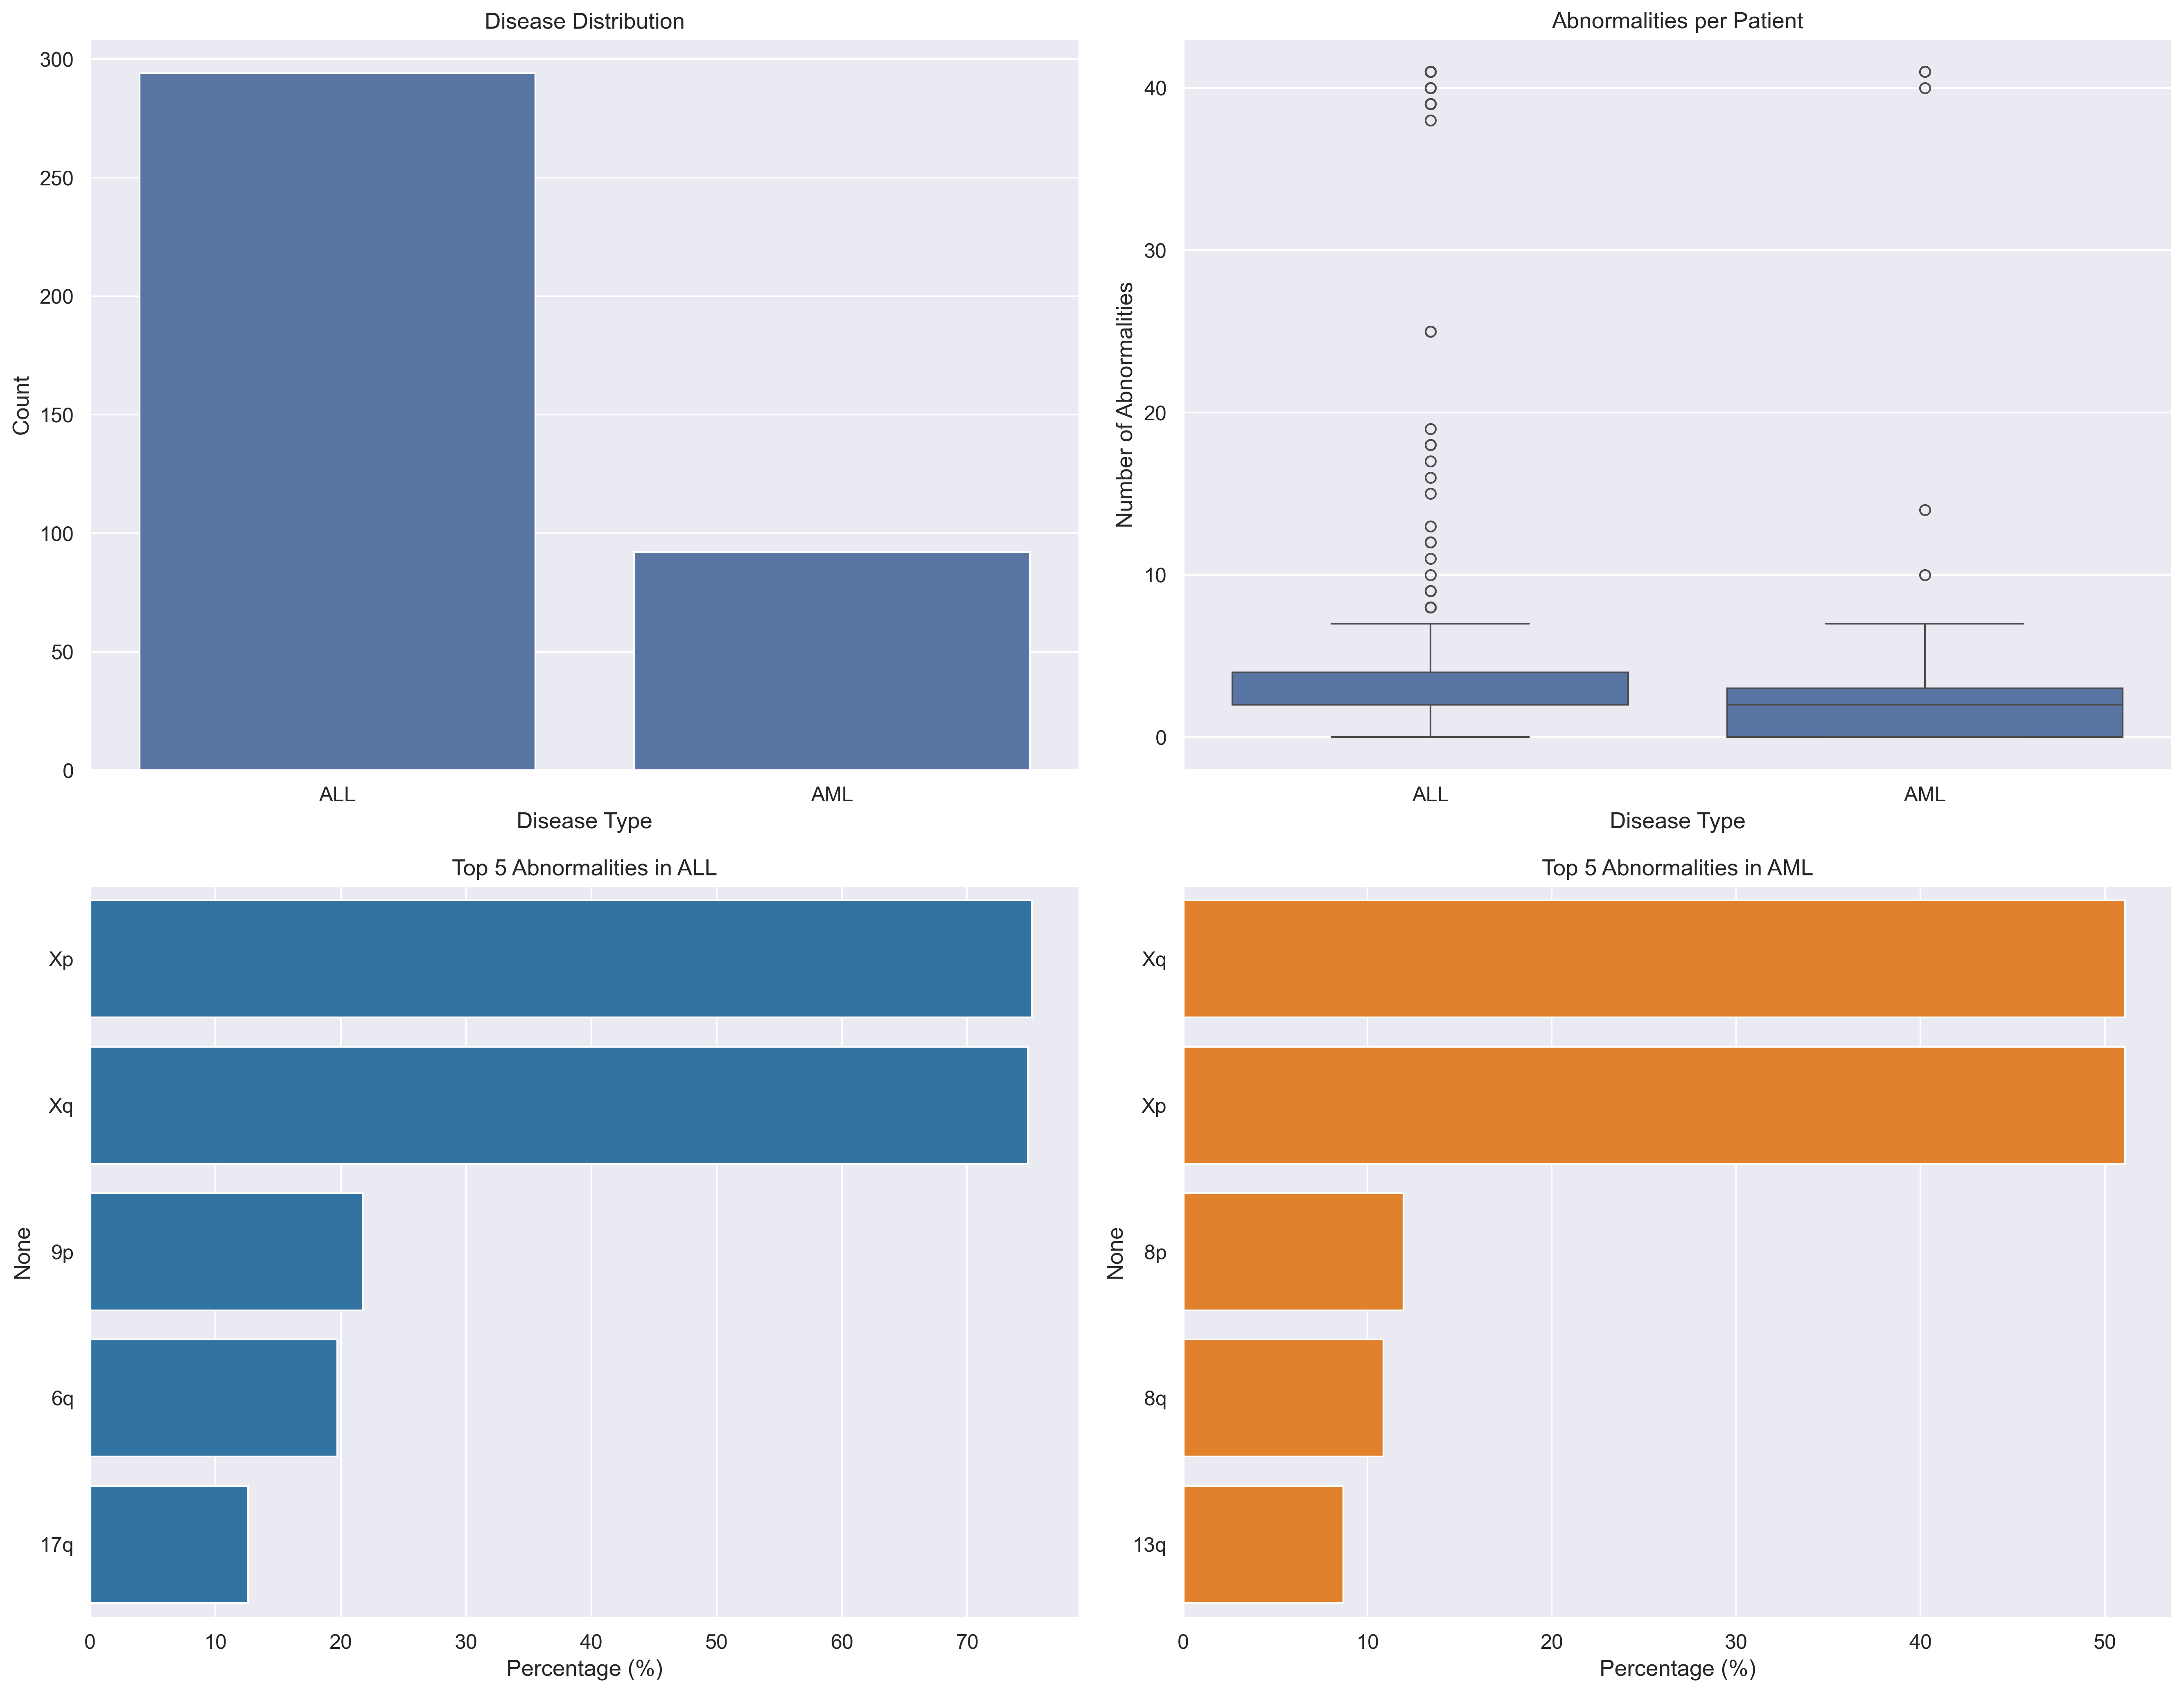 Disease Distribution
300
250
200
150
100
50
0
Count
ALL
AML
Disease Type
Abnormalities per Patient
40
30
20
10
0
Number of Abnormalities
ALL
AML
Disease Type
Top 5 Abnormalities in ALL
Xp
Xq
9p
6q
17q
None
0
10
20
30
40
50
60
70
Percentage (%)
Top 5 Abnormalities in AML
Xq
Xp
8p
8q
13q
None
0
10
20
30
40
50
Percentage (%)